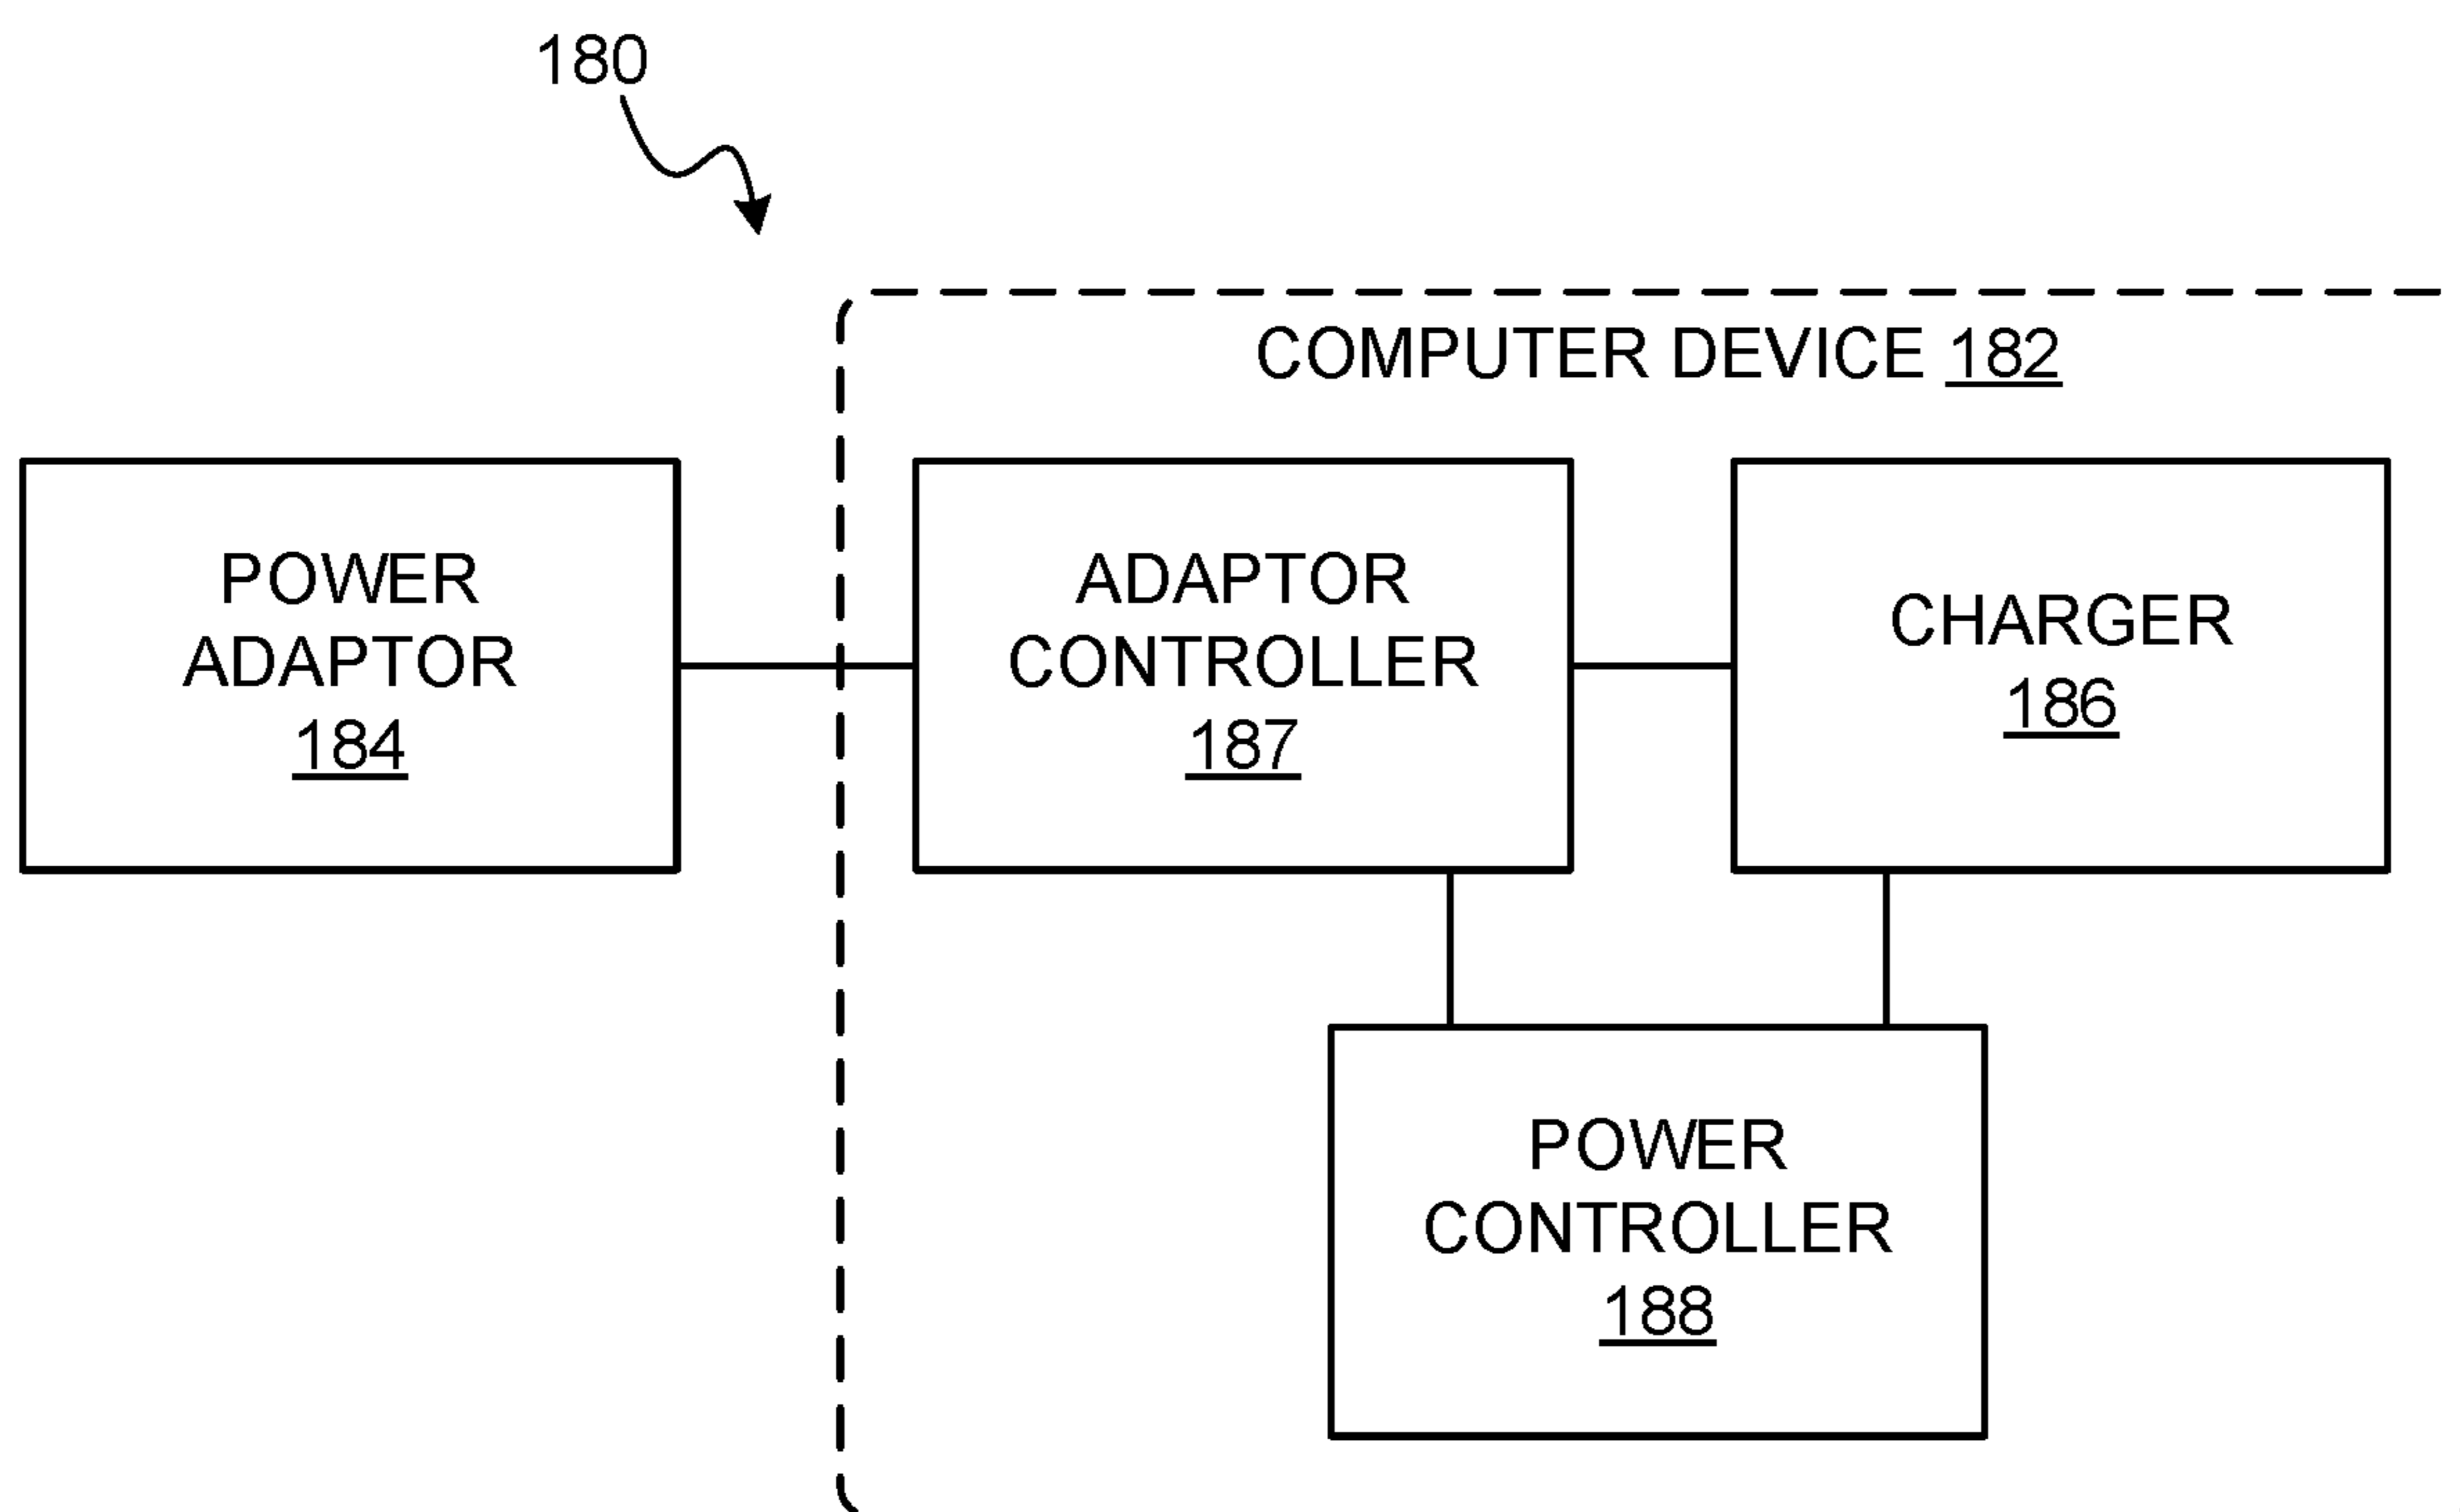 180
COMPUTER DEVICE 182
POWER
ADAPTOR
184
ADAPTOR
CONTROLLER
187
CHARGER
186
POWER
CONTROLLER
188